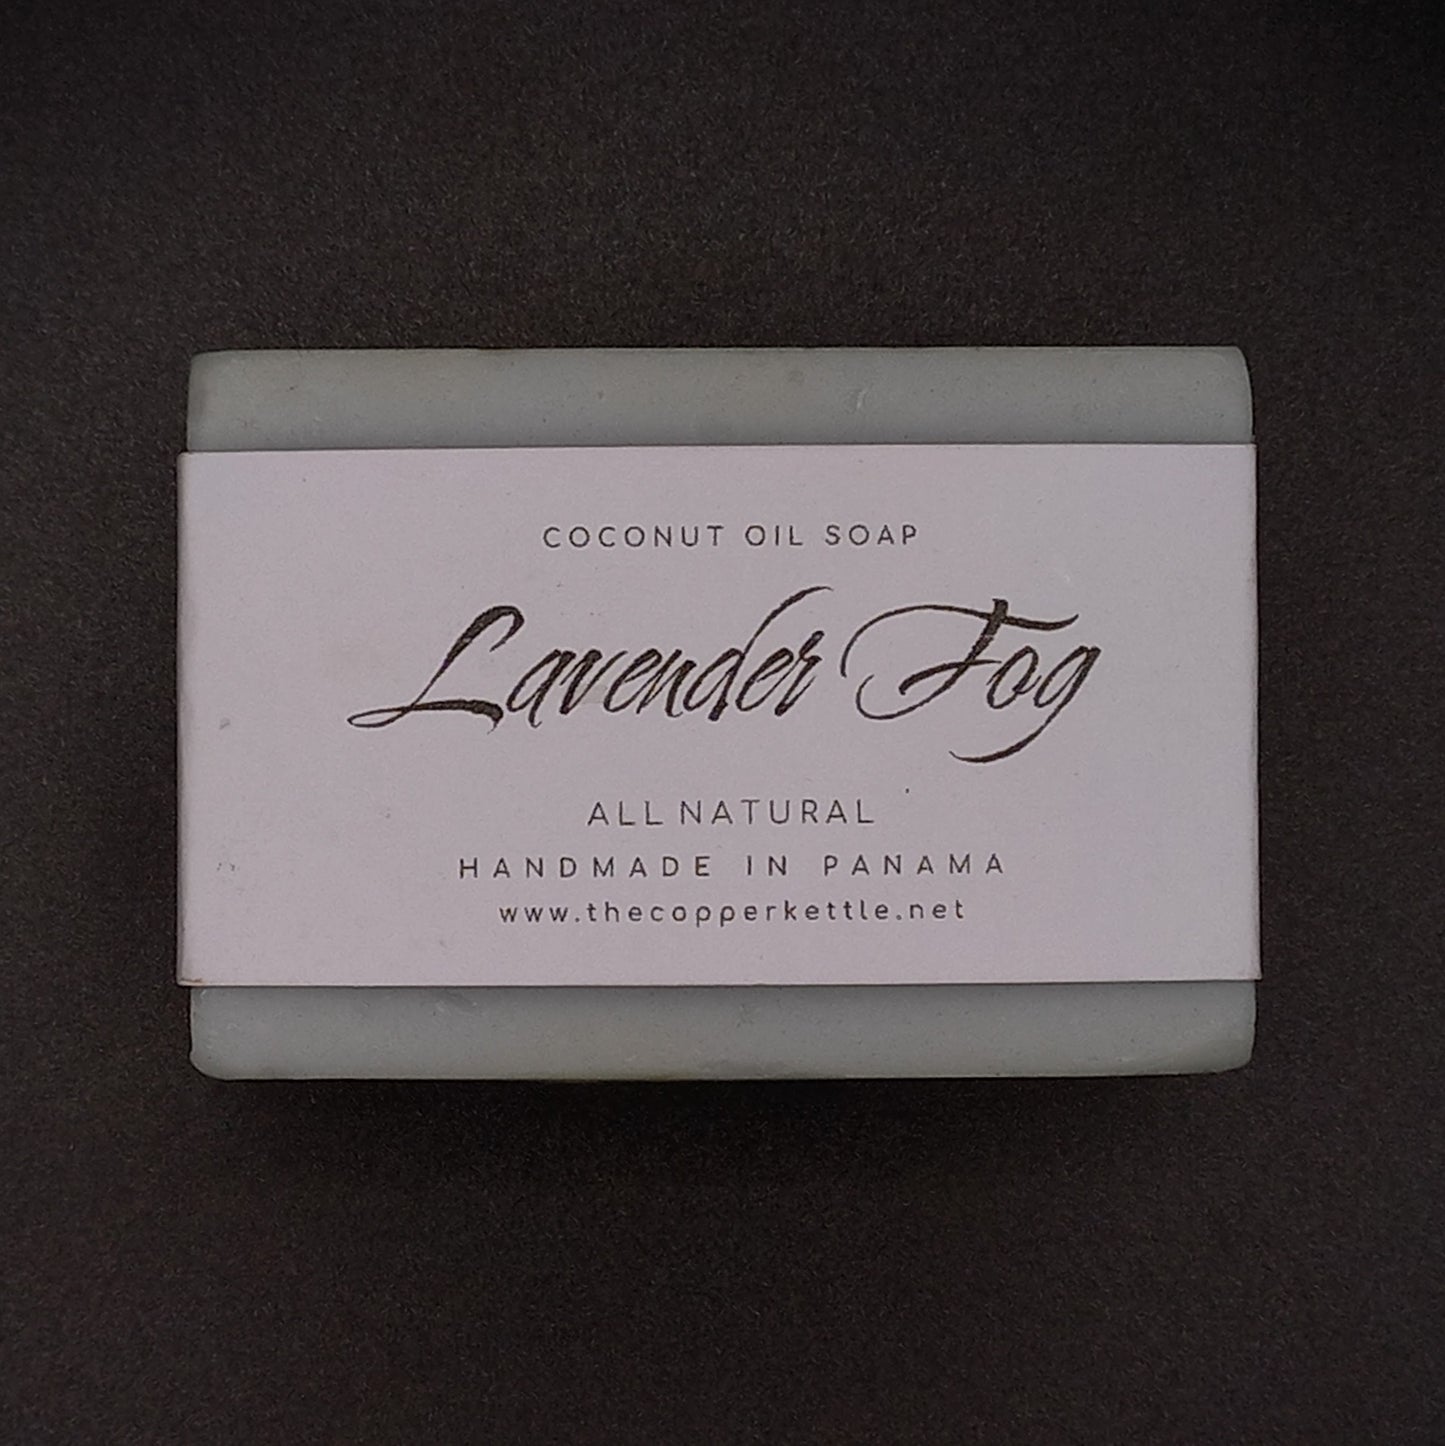 COCONUT OIL SOAP
Lavender Fog
ALL NATURAL
HANDMADE IN PANAMA
www.thecopperkettle.net